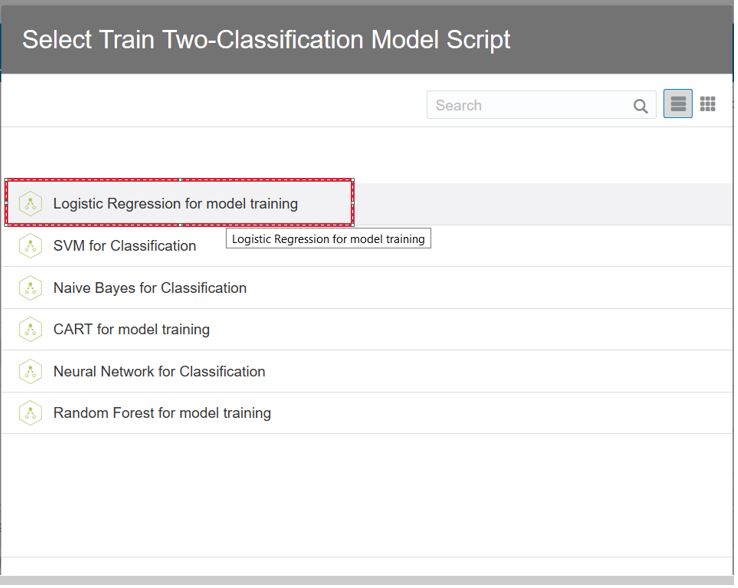 Select Train Two-Classification Model Script
Search
Logistic Regression for model training
SVM for Classification
Logistic Regression for model training
Naive Bayes for Classification
CART for model training
Neural Network for Classification
Random Forest for model training